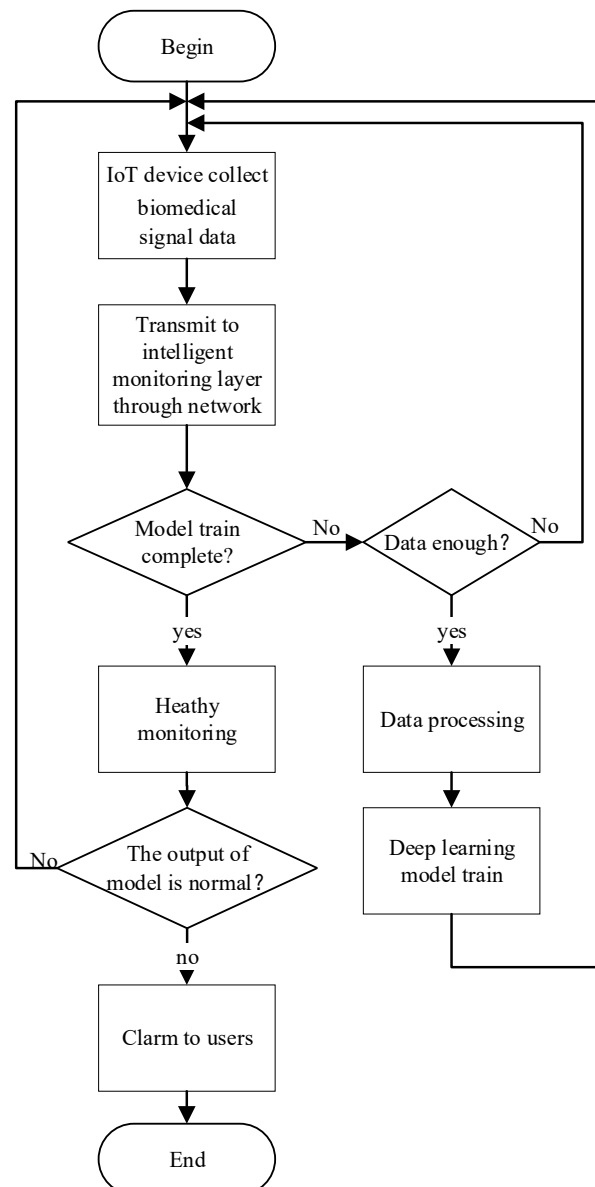 Begin
IoT device collect
biomedical
signal data
Transmit to
intelligent
monitoring layer
through network
Model train
complete?
No
Data enough？
No
yes
yes
Heathy
monitoring
Data processing
No
The output of
model is normal？
Deep learning
model train
no
Clarm to users
End